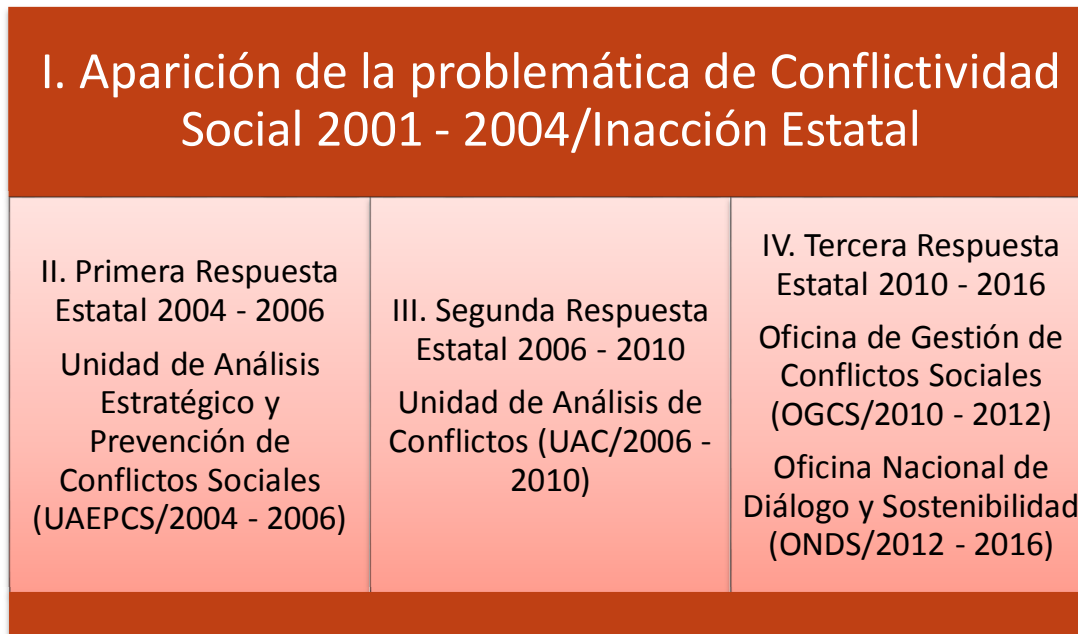 I. Aparición de la problemática de Conflictividad
Social 2001 - 2004/Inacción Estatal
II. Primera Respuesta
Estatal 2004 - 2006
Unidad de Análisis
Estratégico y
Prevención de
Conflictos Sociales
(UAEPCS/2004 - 2006)
III. Segunda Respuesta
Estatal 2006 - 2010
Unidad de Análisis de
Conflictos (UAC/2006 -
2010)
IV. Tercera Respuesta
Estatal 2010 - 2016
Oficina de Gestión de
Conflictos Sociales
(OGCS/2010 - 2012)
Oficina Nacional de
Diálogo y Sostenibilidad
(ONDS/2012 - 2016)